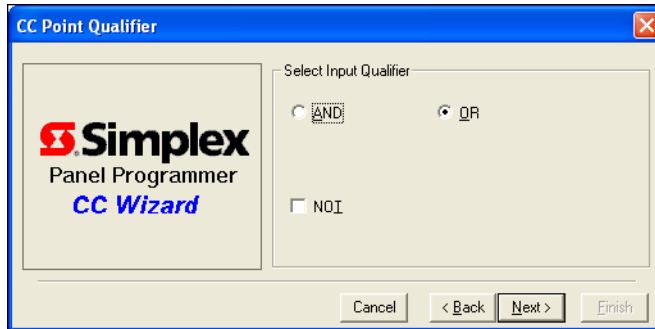 CC Point Qualifier
Select Input Qualifier
AND
OR
Simplex
Panel Programmer
CC Wizard
NOT
Cancel
< Back
Next >
Finish